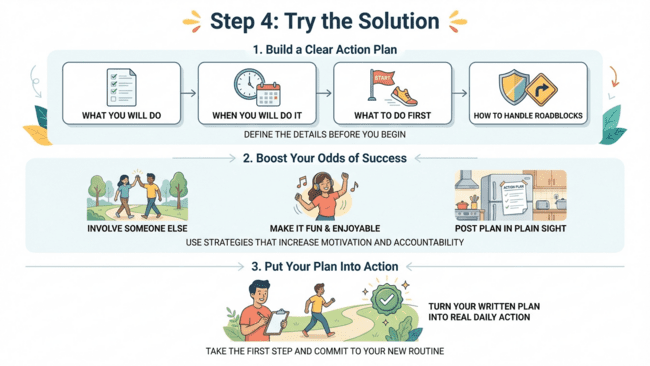 Step 4: Try the Solution
1. Build a Clear Action Plan
START
WHAT YOU WILL DO
WHEN YOU WILL DO IT
WHAT TO DO FIRST
HOW TO HANDLE ROADBLOCKS
DEFINE THE DETAILS BEFORE YOU BEGIN
2. Boost Your Odds of Success
ACTION PLAN
INVOLVE SOMEONE ELSE
MAKE IT FUN & ENJOYABLE
POST PLAN IN PLAIN SIGHT
USE STRATEGIES THAT INCREASE MOTIVATION AND ACCOUNTABILITY
3. Put Your Plan Into Action
TURN YOUR WRITTEN PLAN
INTO REAL DAILY ACTION
TAKE THE FIRST STEP AND COMMIT TO YOUR NEW ROUTINE